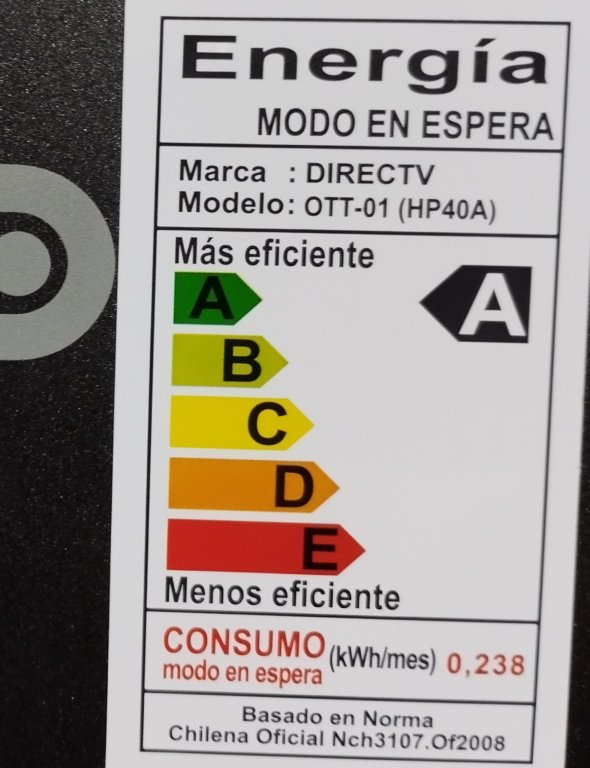 Energía
MODO EN ESPERA
Marca : DIRECTV
Modelo: OTT-01 (HP40A)
Más eficiente
A
A
B
C
D
E
Menos eficiente
CONSUMO (kWh/mes) 0,238
modo en espera
Basado en Norma
Chilena Oficial Nch3107.Of2008